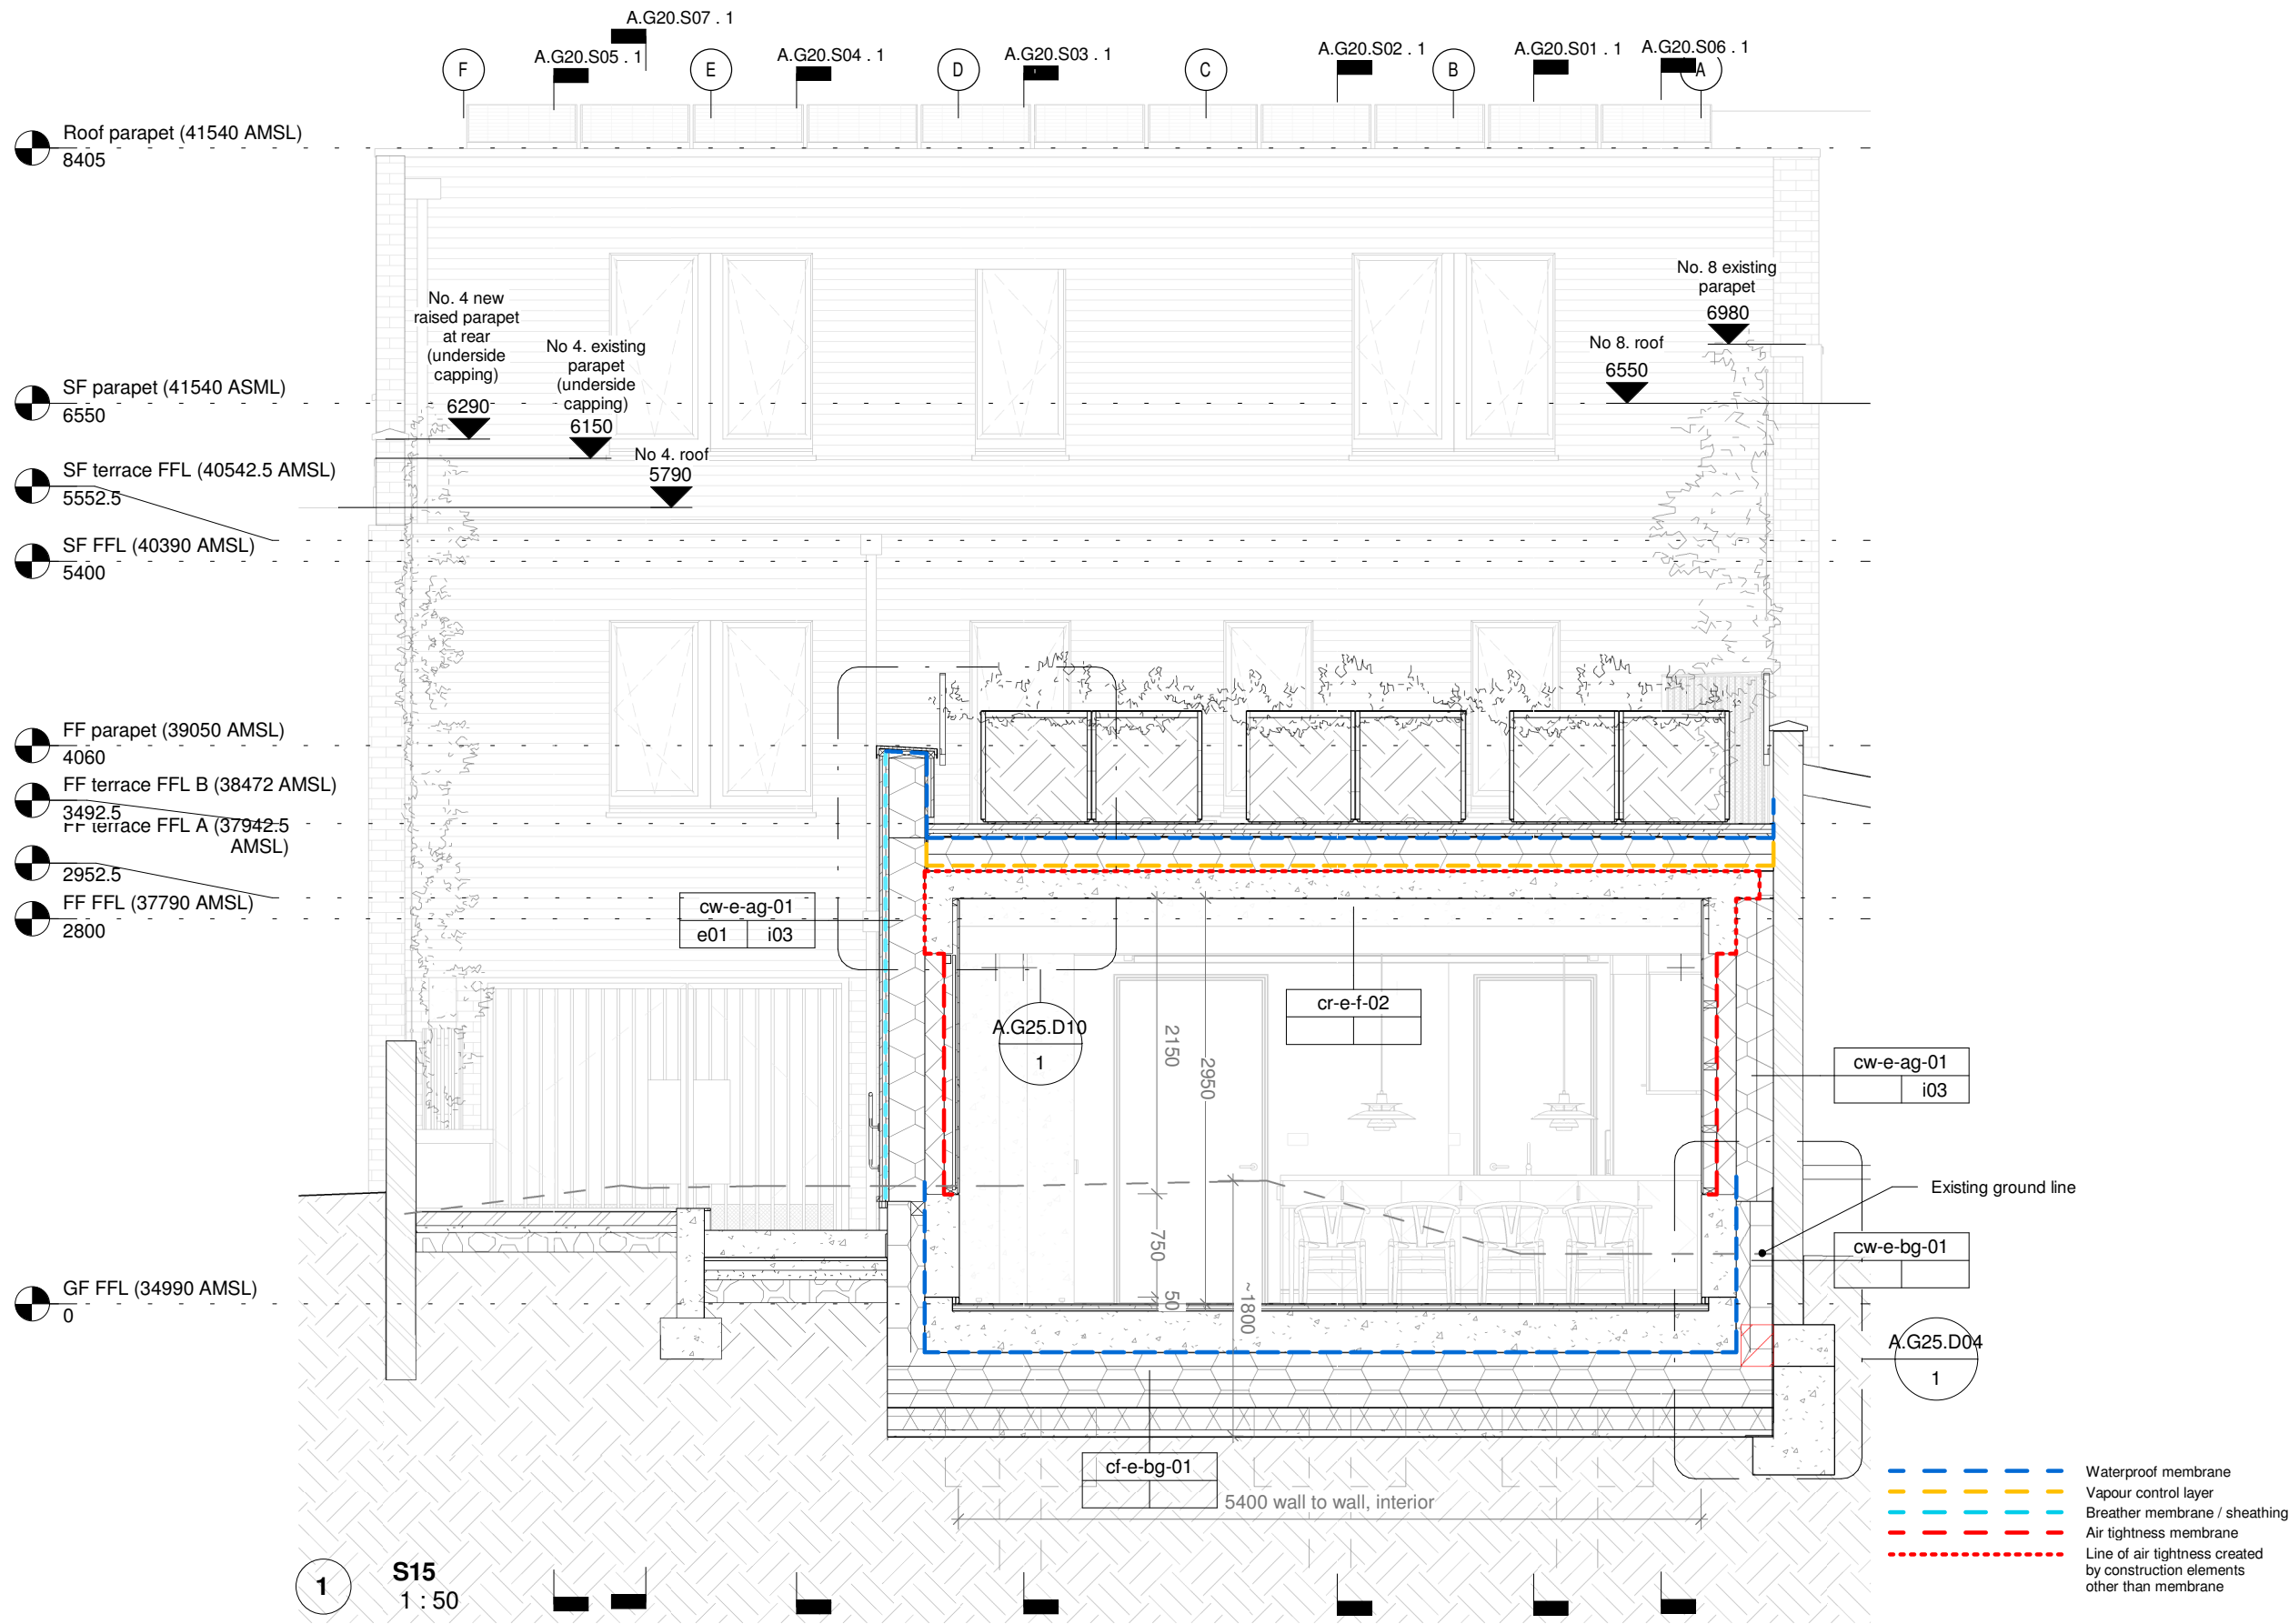 A.G20.S07 . 1
A.G20.S05 . 1
A.G20.S04 . 1
A.G20.S03 . 1
A.G20.S02 . 1
A.G20.S01 . 1
A.G20.S06 . 1
F
E
D
C
B
A
Roof parapet (41540 AMSL)
8405
No. 4 new
raised parapet
at rear
(underside
capping)
6290
No 4. existing
parapet
(underside
capping)
6150
No 4. roof
5790
No. 8 existing
parapet
6980
No 8. roof
6550
SF parapet (41540 ASML)
6550
SF terrace FFL (40542.5 AMSL)
5552.5
SF FFL (40390 AMSL)
5400
FF parapet (39050 AMSL)
4060
FF terrace FFL B (38472 AMSL)
3492.5
FF terrace FFL A (37942.5
AMSL)
2952.5
FF FFL (37790 AMSL)
2800
cw-e-ag-01
e01 i03
A.G25.D10
1
2150
2950
cr-e-f-02
cw-e-ag-01
i03
Existing ground line
cw-e-bg-01
750
50
~1800
GF FFL (34990 AMSL)
0
A.G25.D04
1
cf-e-bg-01
5400 wall to wall, interior
Waterproof membrane
Vapour control layer
Breather membrane / sheathing
Air tightness membrane
Line of air tightness created
by construction elements
other than membrane
1
S15
1 : 50